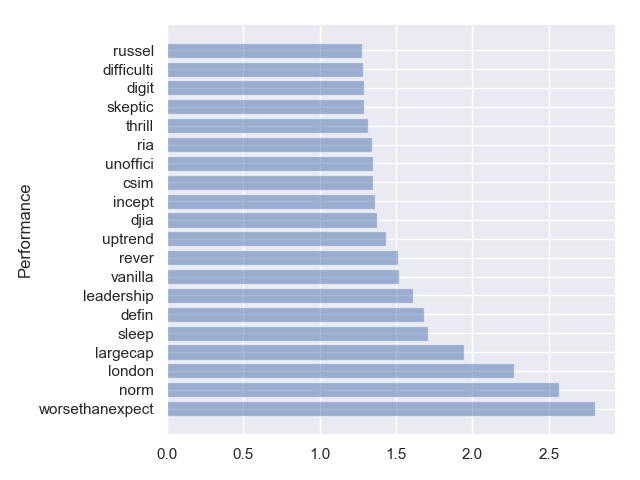 Performance
russel
difficulti
digit
skeptic
thrill
ria
unoffici
csim
incept
djia
uptrend
rever
vanilla
leadership
defin
sleep
largecap
london
norm
worsethanexpect
0.0 0.5 1.0 1.5 2.0 2.5